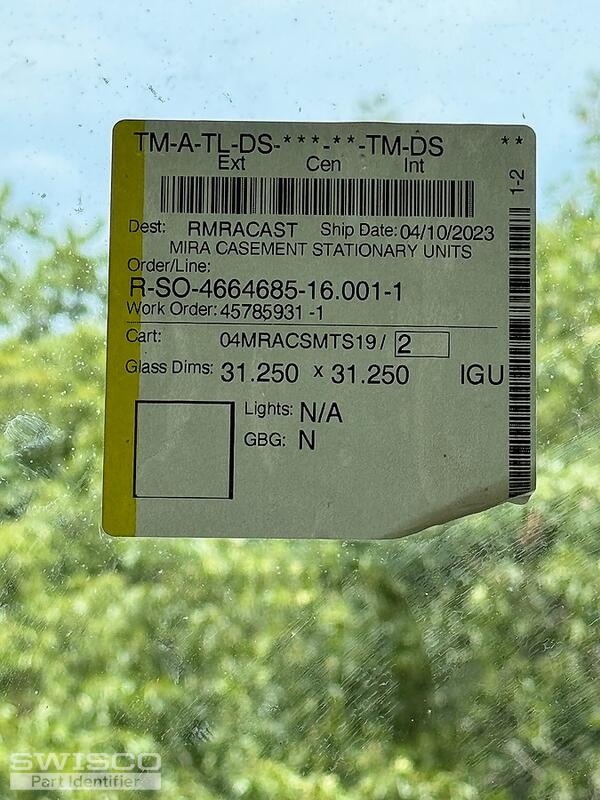 TM-A-TL-DS-***-**-TM-DS **
Ext Cen Int
1-2
Dest: RMRACAST Ship Date: 04/10/2023
MIRA CASEMENT STATIONARY UNITS
Order/Line:
R-SO-4664685-16.001-1
Work Order: 45785931 -1
Cart: 04MRACSMTS19 / 2
Glass Dims: 31.250 x 31.250 IGU
Lights: N/A
GBG: N
SWISCO
Part Identifier